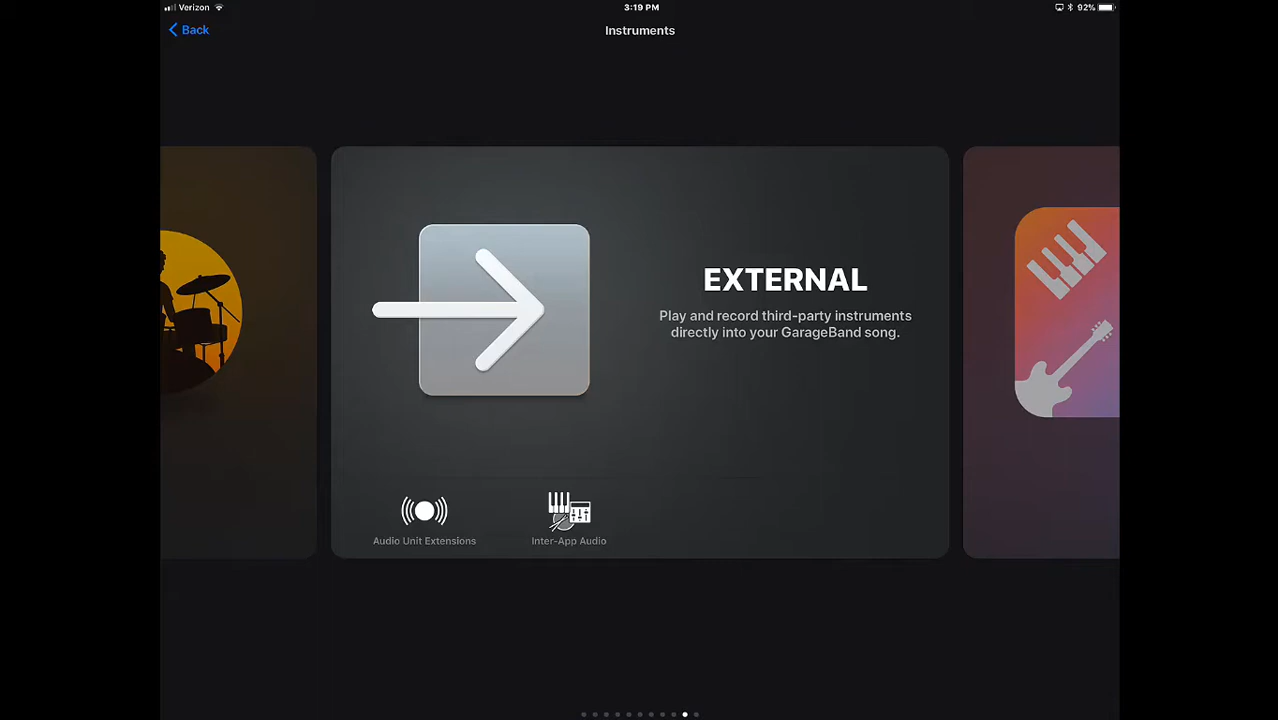 Verizon 3:19 PM 92%
Back Instruments
EXTERNAL
Play and record third-party instruments
directly into your GarageBand song.
Audio Unit Extensions Inter-App Audio